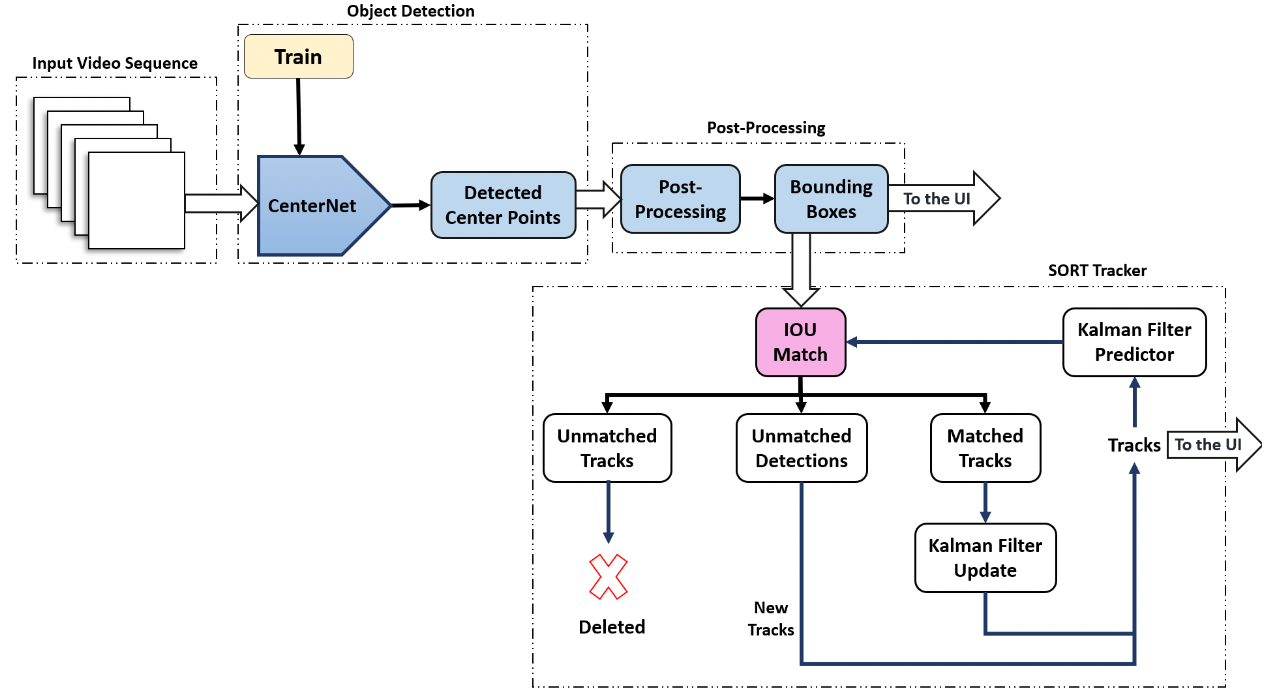 Object Detection
Input Video Sequence
Train
CenterNet
Detected
Center Points
Post-Processing
Post-
Processing
Bounding
Boxes
To the UI
SORT Tracker
IOU
Match
Kalman Filter
Predictor
Unmatched
Tracks
Unmatched
Detections
Matched
Tracks
Tracks
To the UI
Kalman Filter
Update
Deleted
New
Tracks